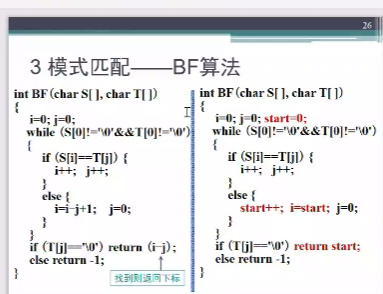 26
3 模式匹配——BF算法
int BF(char S[ ], char T[ ])
{
i=0; j=0;
while (S[0]!='\0'&&T[0]!='\0')
{
if (S[i]==T[j]) {
i++; j++;
}
else {
i=i-j+1; j=0;
}
}
if (T[j]=='\0') return (i-j);
else return -1;
}
找到则返回下标
int BF(char S[ ], char T[ ])
{
i=0; j=0; start=0;
while (S[0]!='\0'&&T[0]!='\0')
{
if (S[i]==T[j]) {
i++; j++;
}
else {
start++; i=start; j=0;
}
}
if (T[j]=='\0') return start;
else return -1;
}